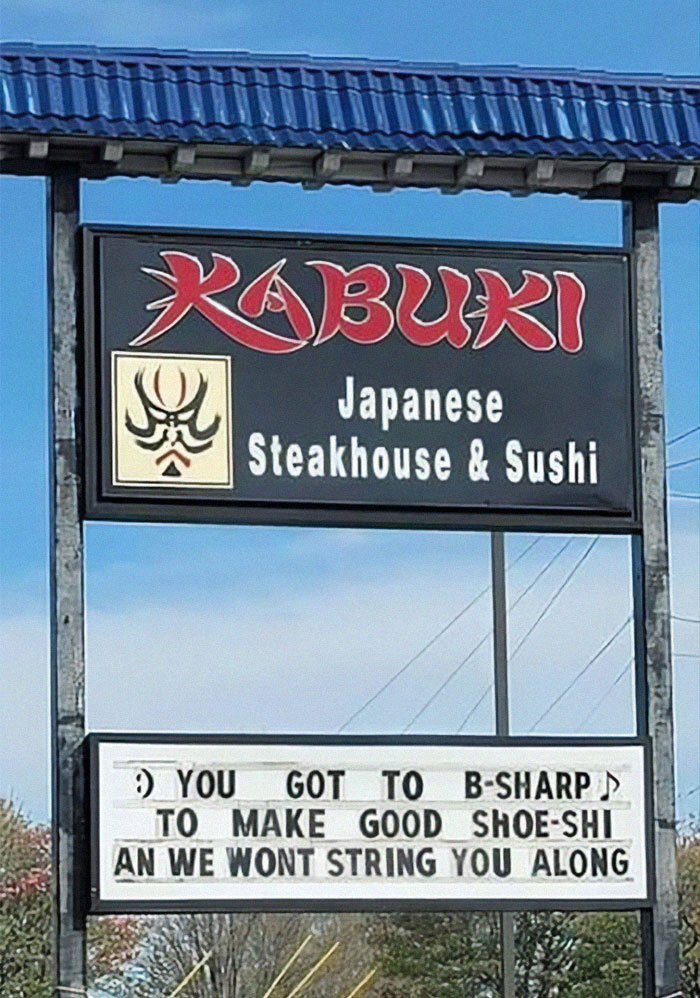 KABUKI
Japanese
Steakhouse & Sushi
:) YOU GOT TO B-SHARP ♪
TO MAKE GOOD SHOE-SHI
AN WE WONT STRING YOU ALONG